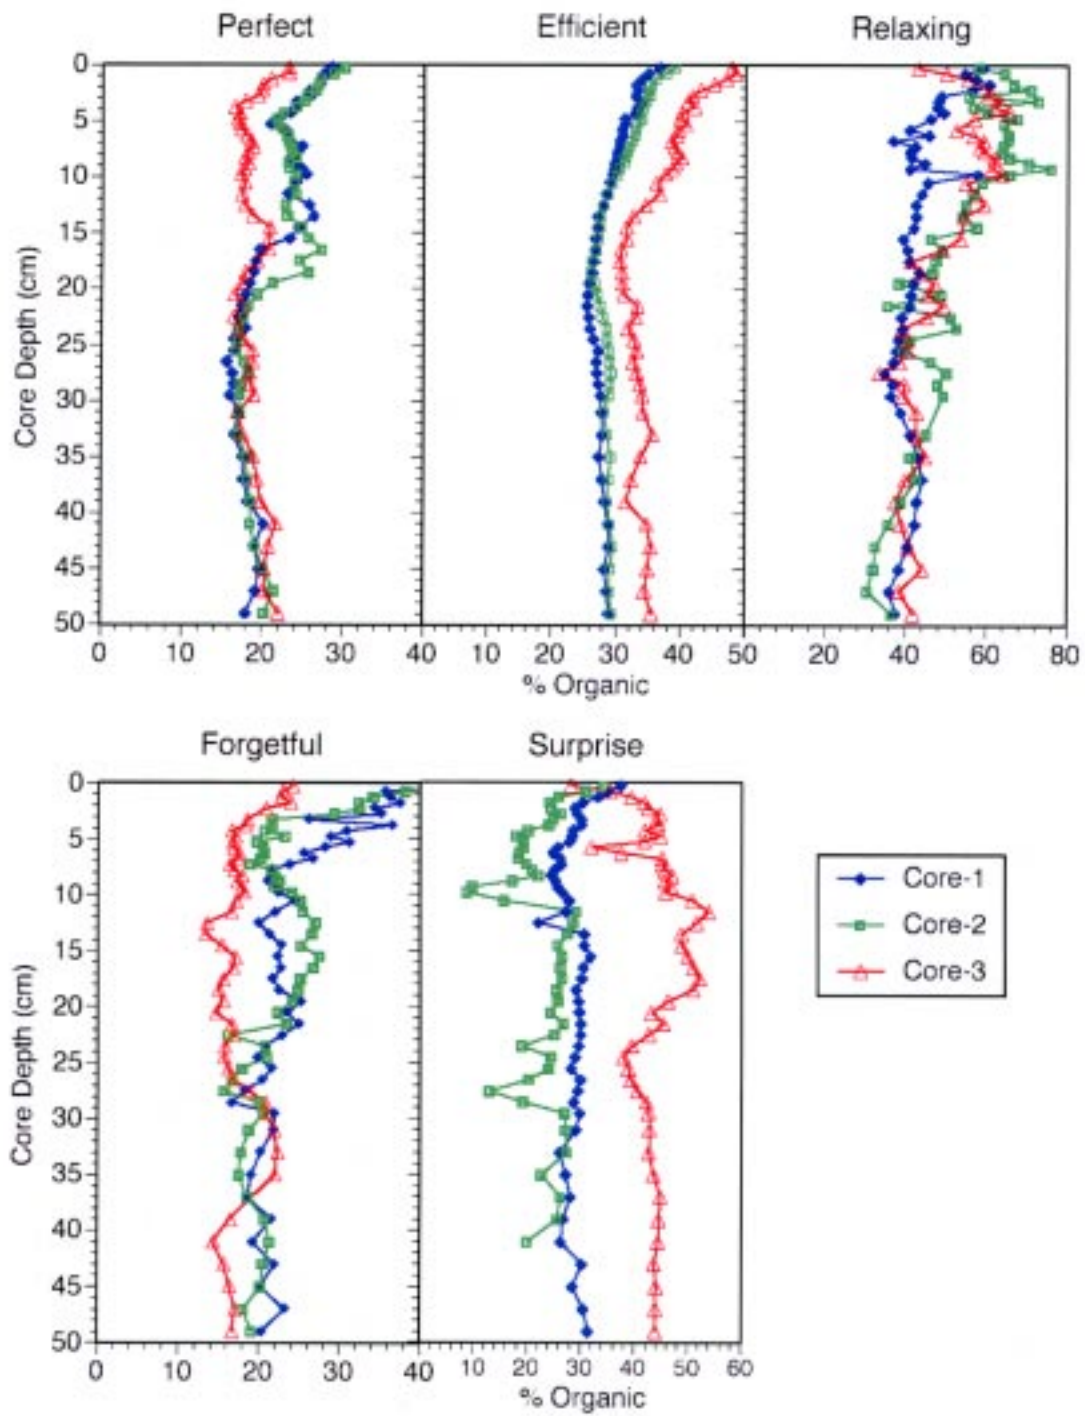 Perfect Efficient Relaxing
0
5
10
15
20
25
30
35
40
45
50
Core Depth (cm)
0 10 20 30 40 10 20 30 40 50 20 40 60 80
% Organic
Forgetful Surprise
0
5
10
15
20
25
30
35
40
45
50
Core Depth (cm)
0 10 20 30 40 10 20 30 40 50 60
% Organic
Core-1
Core-2
Core-3